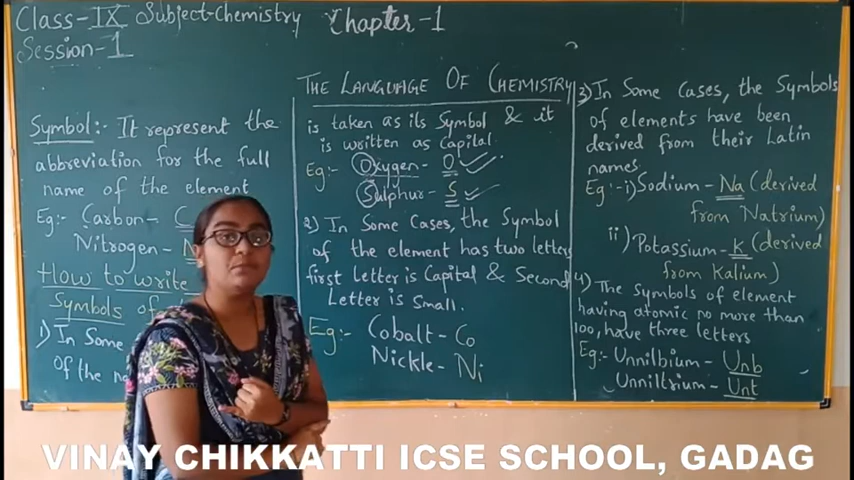 Class-IX Subject-Chemistry Chapter-1
Session-1
THE LANGUAGE OF CHEMISTRY
Symbol:- It represent the
abbreviation for the full
name of the element
Eg:- Carbon- C
Nitrogen- N
How to write
Symbols of
1) In Some
of the
is taken as its Symbol & it
is written as Capital.
Eg:- Oxygen- O
Sulphur- S
2) In Some Cases, the Symbol
of the element has two letters
first Letter is Capital & Second
Letter is Small.
Eg:- Cobalt- Co
Nickle- Ni
3) In Some Cases, the Symbols
of elements have been
derived from their Latin
names.
Eg:- i) Sodium- Na (derived
from Natrium)
ii) Potassium- K (derived
from Kalium)
4) The Symbols of element
having atomic no more than
100, have three letters
Eg:- Unnilbium- Unb
Unniltrium- Unt
VINAY CHIKKATTI ICSE SCHOOL, GADAG